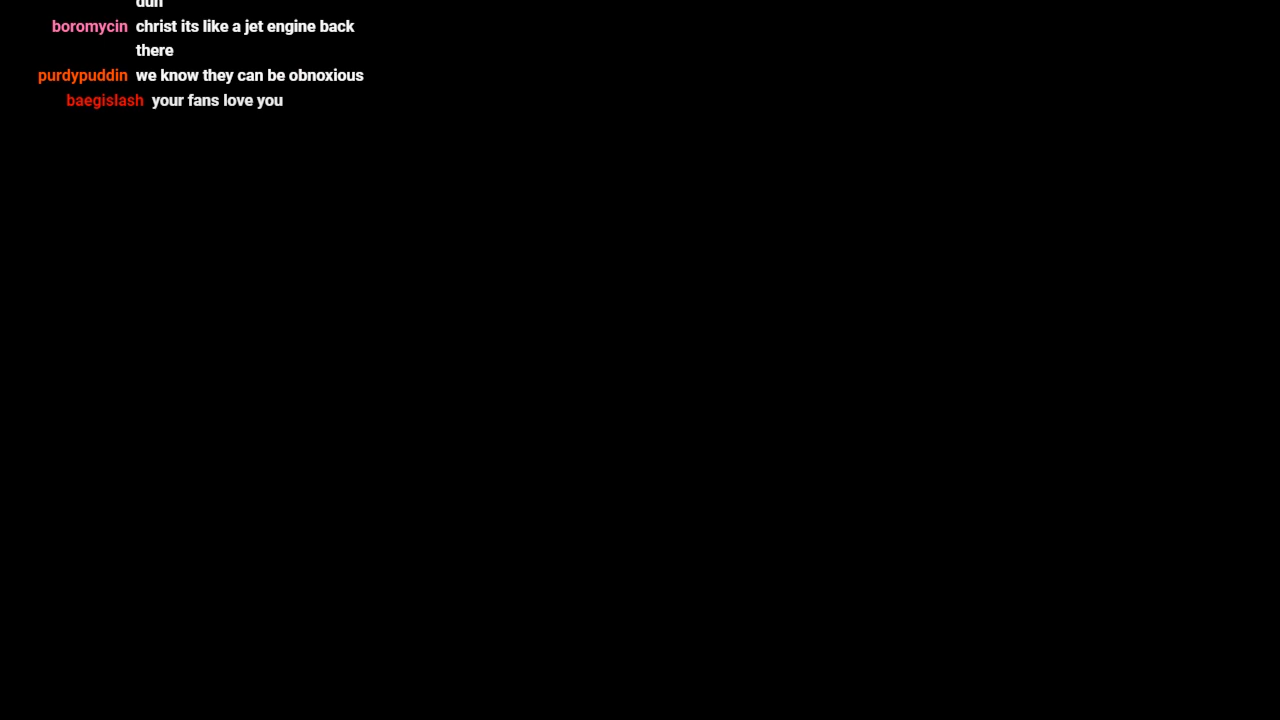 duh
boromycin christ its like a jet engine back
there
purdypuddin we know they can be obnoxious
baegislash your fans love you